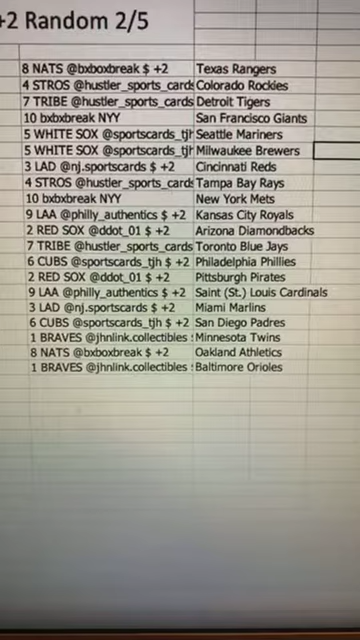 +2 Random 2/5
8 NATS @bxboxbreak $ +2 Texas Rangers
4 STROS @hustler_sports_cards Colorado Rockies
7 TRIBE @hustler_sports_cards Detroit Tigers
10 bxbxbreak NYY San Francisco Giants
5 WHITE SOX @sportscards_tjh Seattle Mariners
5 WHITE SOX @sportscards_tjh Milwaukee Brewers
3 LAD @nj.sportscards $ +2 Cincinnati Reds
4 STROS @hustler_sports_cards Tampa Bay Rays
10 bxbxbreak NYY New York Mets
9 LAA @philly_authentics $ +2 Kansas City Royals
2 RED SOX @ddot_01 $ +2 Arizona Diamondbacks
7 TRIBE @hustler_sports_cards Toronto Blue Jays
6 CUBS @sportscards_tjh $ +2 Philadelphia Phillies
2 RED SOX @ddot_01 $ +2 Pittsburgh Pirates
9 LAA @philly_authentics $ +2 Saint (St.) Louis Cardinals
3 LAD @nj.sportscards $ +2 Miami Marlins
6 CUBS @sportscards_tjh $ +2 San Diego Padres
1 BRAVES @jhnlink.collectibles Minnesota Twins
8 NATS @bxboxbreak $ +2 Oakland Athletics
1 BRAVES @jhnlink.collectibles Baltimore Orioles